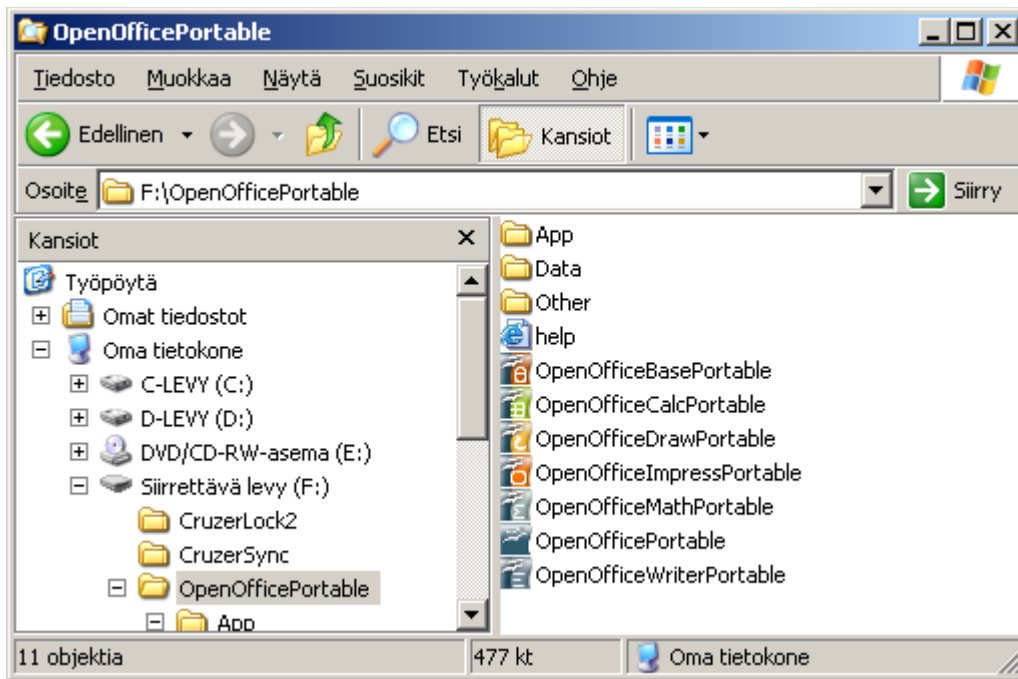 OpenOfficePortable
Tiedosto Muokkaa Näytä Suosikit Työkalut Ohje
Edellinen Etsi Kansiot
Osoite F:\OpenOfficePortable Siirry
Kansiot
Työpöytä
Omat tiedostot
Oma tietokone
C-LEVY (C:)
D-LEVY (D:)
DVD/CD-RW-asema (E:)
Siirrettävä levy (F:)
CruzerLock2
CruzerSync
OpenOfficePortable
App
App
Data
Other
help
OpenOfficeBasePortable
OpenOfficeCalcPortable
OpenOfficeDrawPortable
OpenOfficeImpressPortable
OpenOfficeMathPortable
OpenOfficePortable
OpenOfficeWriterPortable
11 objektia 477 kt Oma tietokone